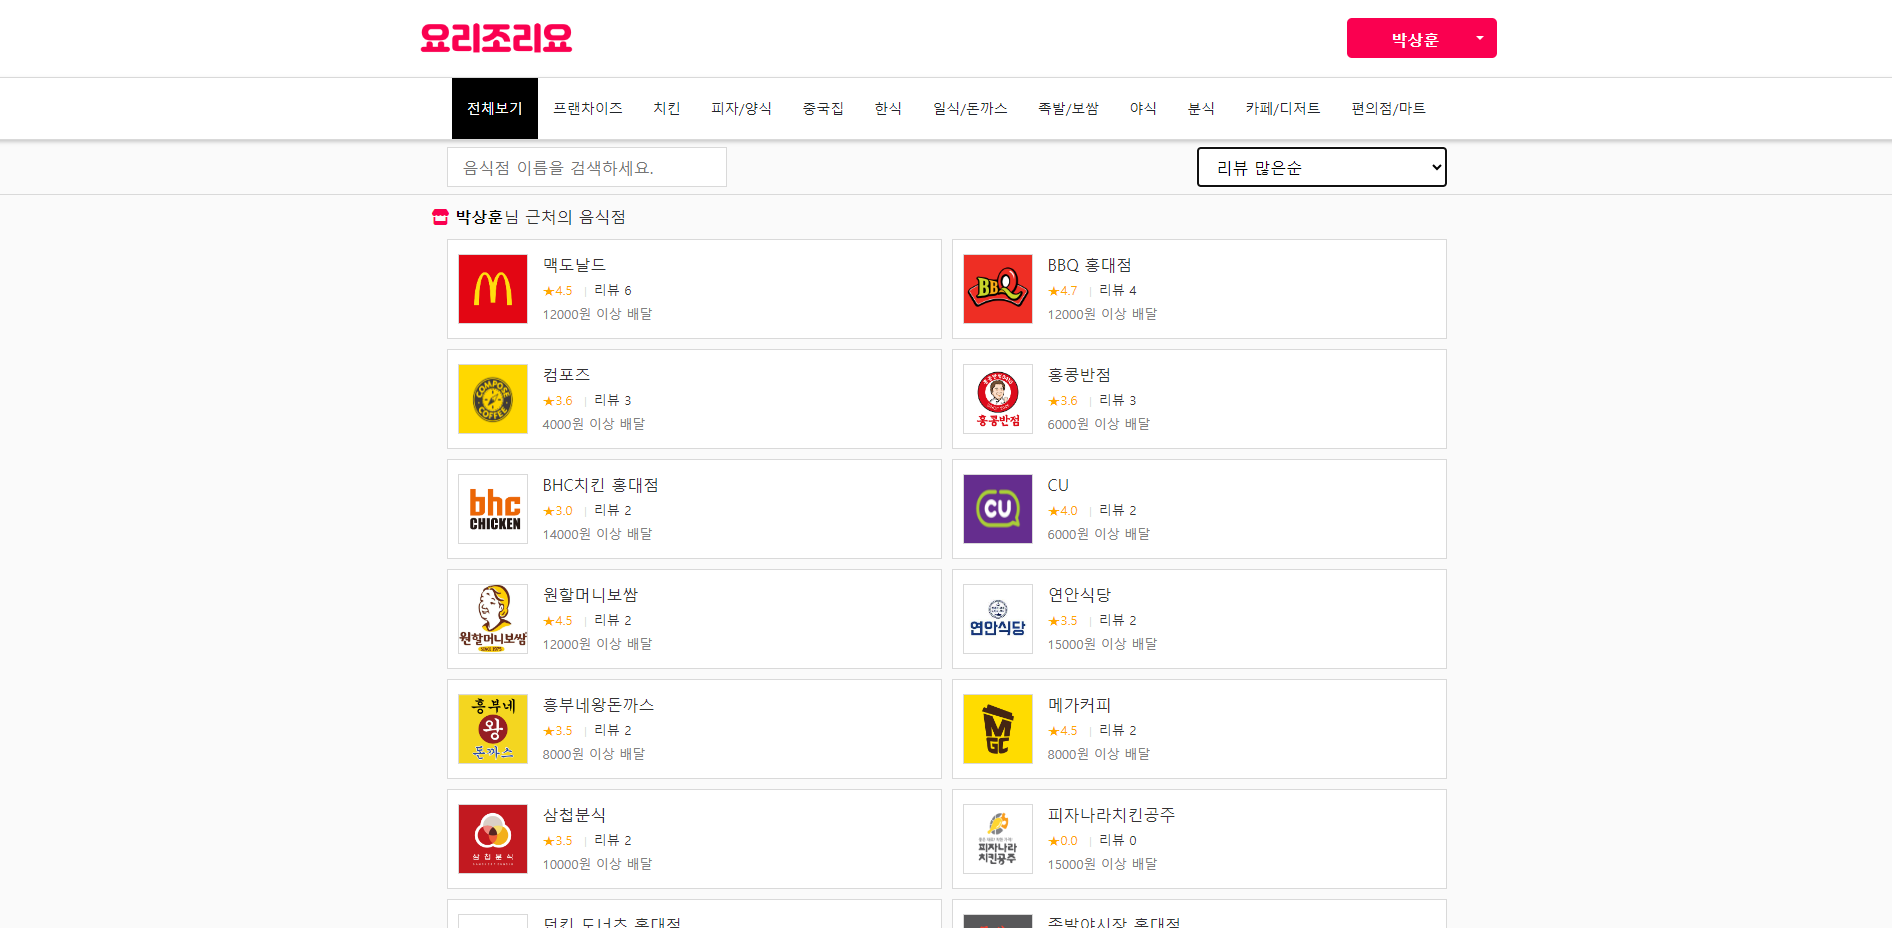 요리조리요
박상훈
전체보기 프랜차이즈 치킨 피자/양식 중국집 한식 일식/돈까스 족발/보쌈 야식 분식 카페/디저트 편의점/마트
음식점 이름을 검색하세요.
리뷰 많은순
박상훈님 근처의 음식점
맥도날드
★4.5 | 리뷰 6
12000원 이상 배달
BBQ
BBQ 홍대점
★4.7 | 리뷰 4
12000원 이상 배달
COMPOSE
COFFEE
컴포즈
★3.6 | 리뷰 3
4000원 이상 배달
홍콩반점
홍콩반점
★3.6 | 리뷰 3
6000원 이상 배달
bhc
CHICKEN
BHC치킨 홍대점
★3.0 | 리뷰 2
14000원 이상 배달
CU
CU
★4.0 | 리뷰 2
6000원 이상 배달
원할머니보쌈
SINCE 1975
원할머니보쌈
★4.5 | 리뷰 2
12000원 이상 배달
연안식당
연안식당
★3.5 | 리뷰 2
15000원 이상 배달
흥부네
왕
돈까스
흥부네왕돈까스
★3.5 | 리뷰 2
8000원 이상 배달
M
GC
메가커피
★4.5 | 리뷰 2
8000원 이상 배달
삼첩분식
삼첩분식
★3.5 | 리뷰 2
10000원 이상 배달
피자나라
치킨공주
피자나라치킨공주
★0.0 | 리뷰 0
15000원 이상 배달
던킨 도너츠 홍대점
족발야시장 홍대점